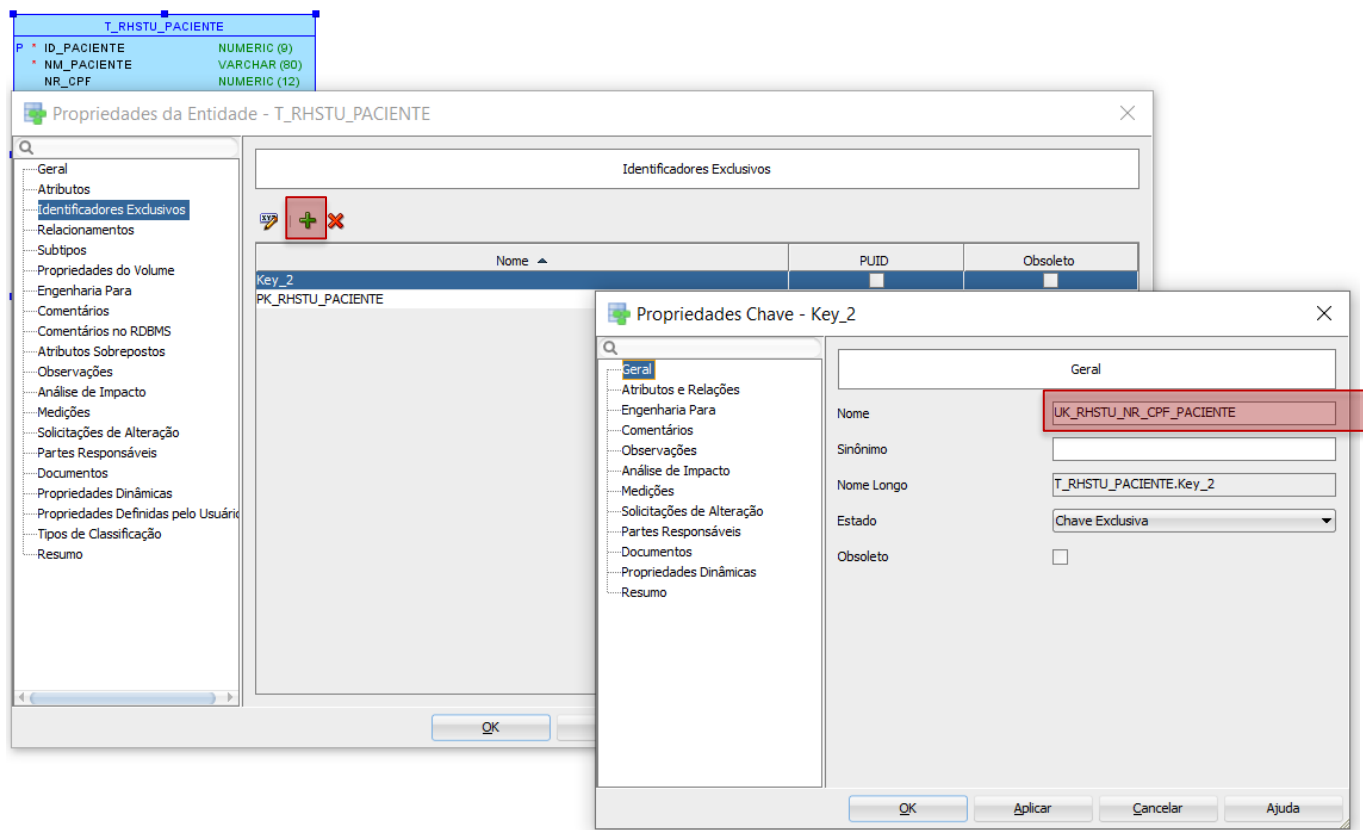 T_RHSTU_PACIENTE
P * ID_PACIENTE NUMERIC (9)
* NM_PACIENTE VARCHAR (80)
NR_CPF NUMERIC (12)
Propriedades da Entidade - T_RHSTU_PACIENTE
Geral
Atributos
Identificadores Exclusivos
Relacionamentos
Subtipos
Propriedades do Volume
Engenharia Para
Comentários
Comentários no RDBMS
Atributos Sobrepostos
Observações
Análise de Impacto
Medições
Solicitações de Alteração
Partes Responsáveis
Documentos
Propriedades Dinâmicas
Propriedades Definidas pelo Usuário
Tipos de Classificação
Resumo
Identificadores Exclusivos
Nome PUID Obsoleto
Key_2
PK_RHSTU_PACIENTE
OK
Propriedades Chave - Key_2
Geral
Atributos e Relações
Engenharia Para
Comentários
Observações
Análise de Impacto
Medições
Solicitações de Alteração
Partes Responsáveis
Documentos
Propriedades Dinâmicas
Resumo
Geral
Nome UK_RHSTU_NR_CPF_PACIENTE
Sinônimo
Nome Longo T_RHSTU_PACIENTE.Key_2
Estado Chave Exclusiva
Obsoleto
OK Aplicar Cancelar Ajuda